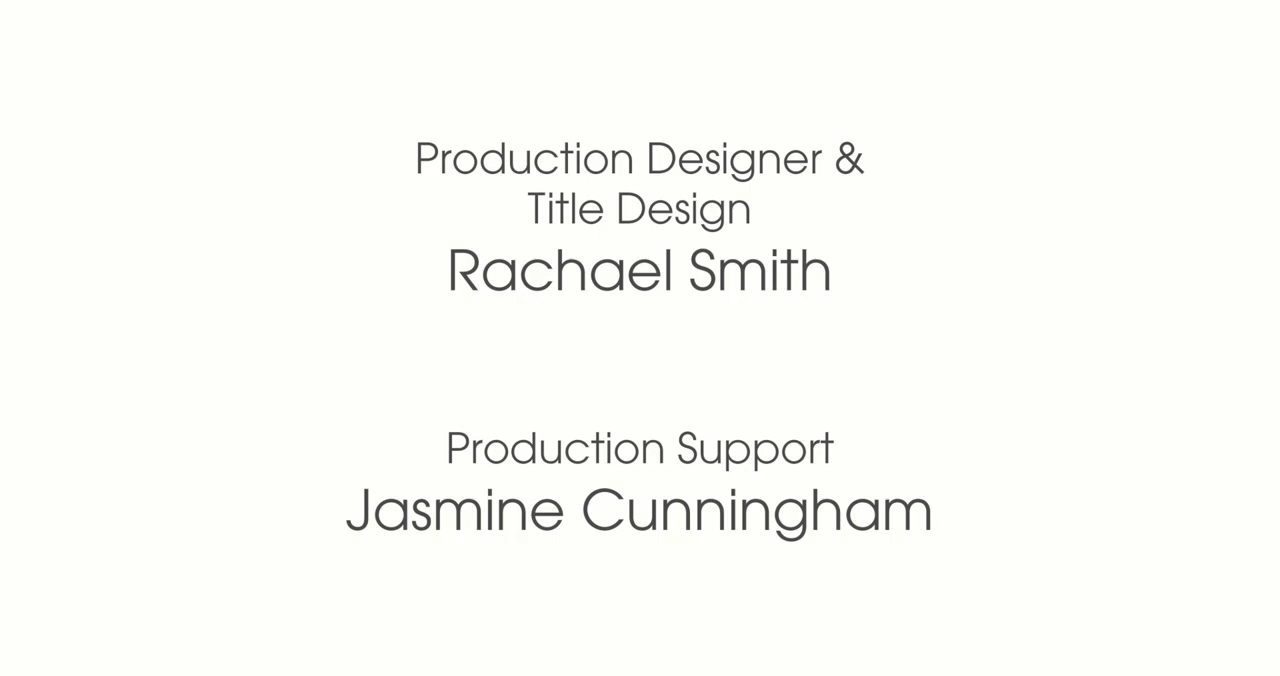 Production Designer &
Title Design
Rachael Smith
Production Support
Jasmine Cunningham